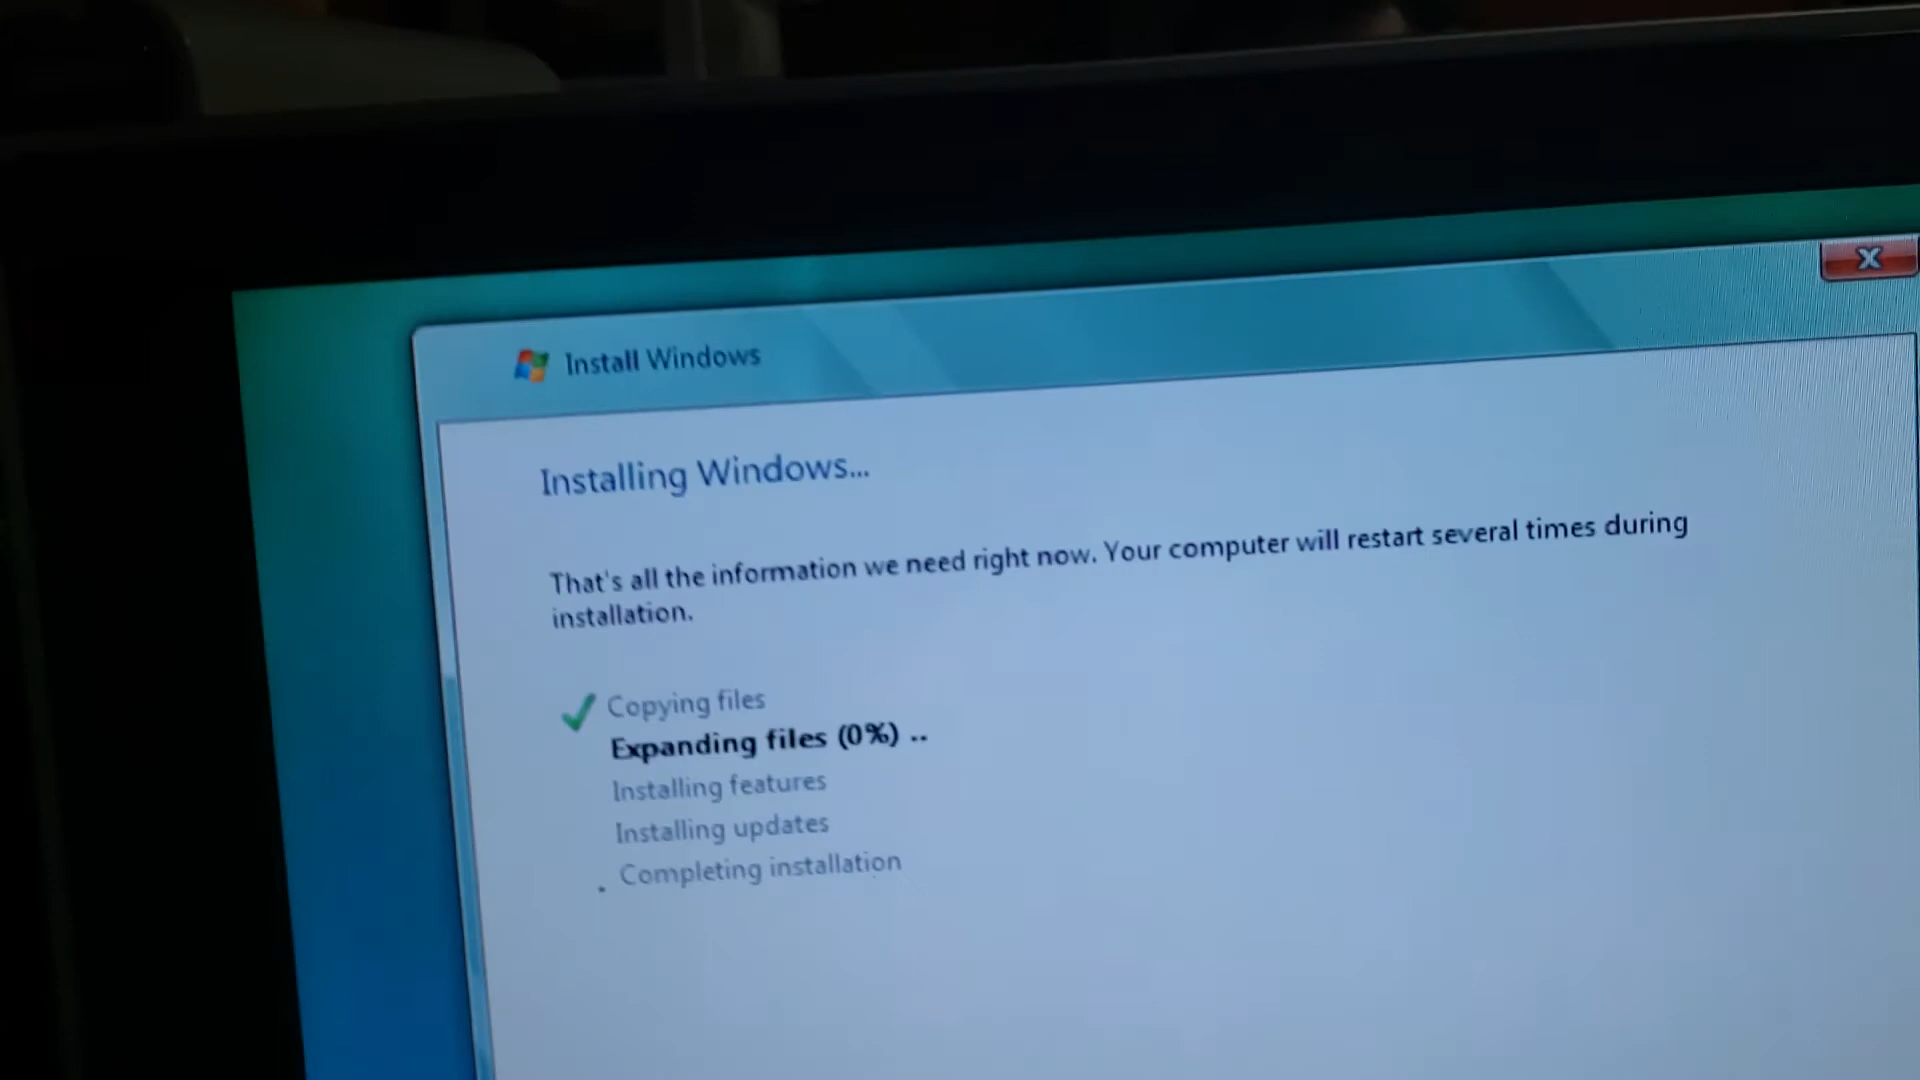 Install Windows
Installing Windows...
That's all the information we need right now. Your computer will restart several times during
installation.
Copying files
Expanding files (0%) ..
Installing features
Installing updates
Completing installation